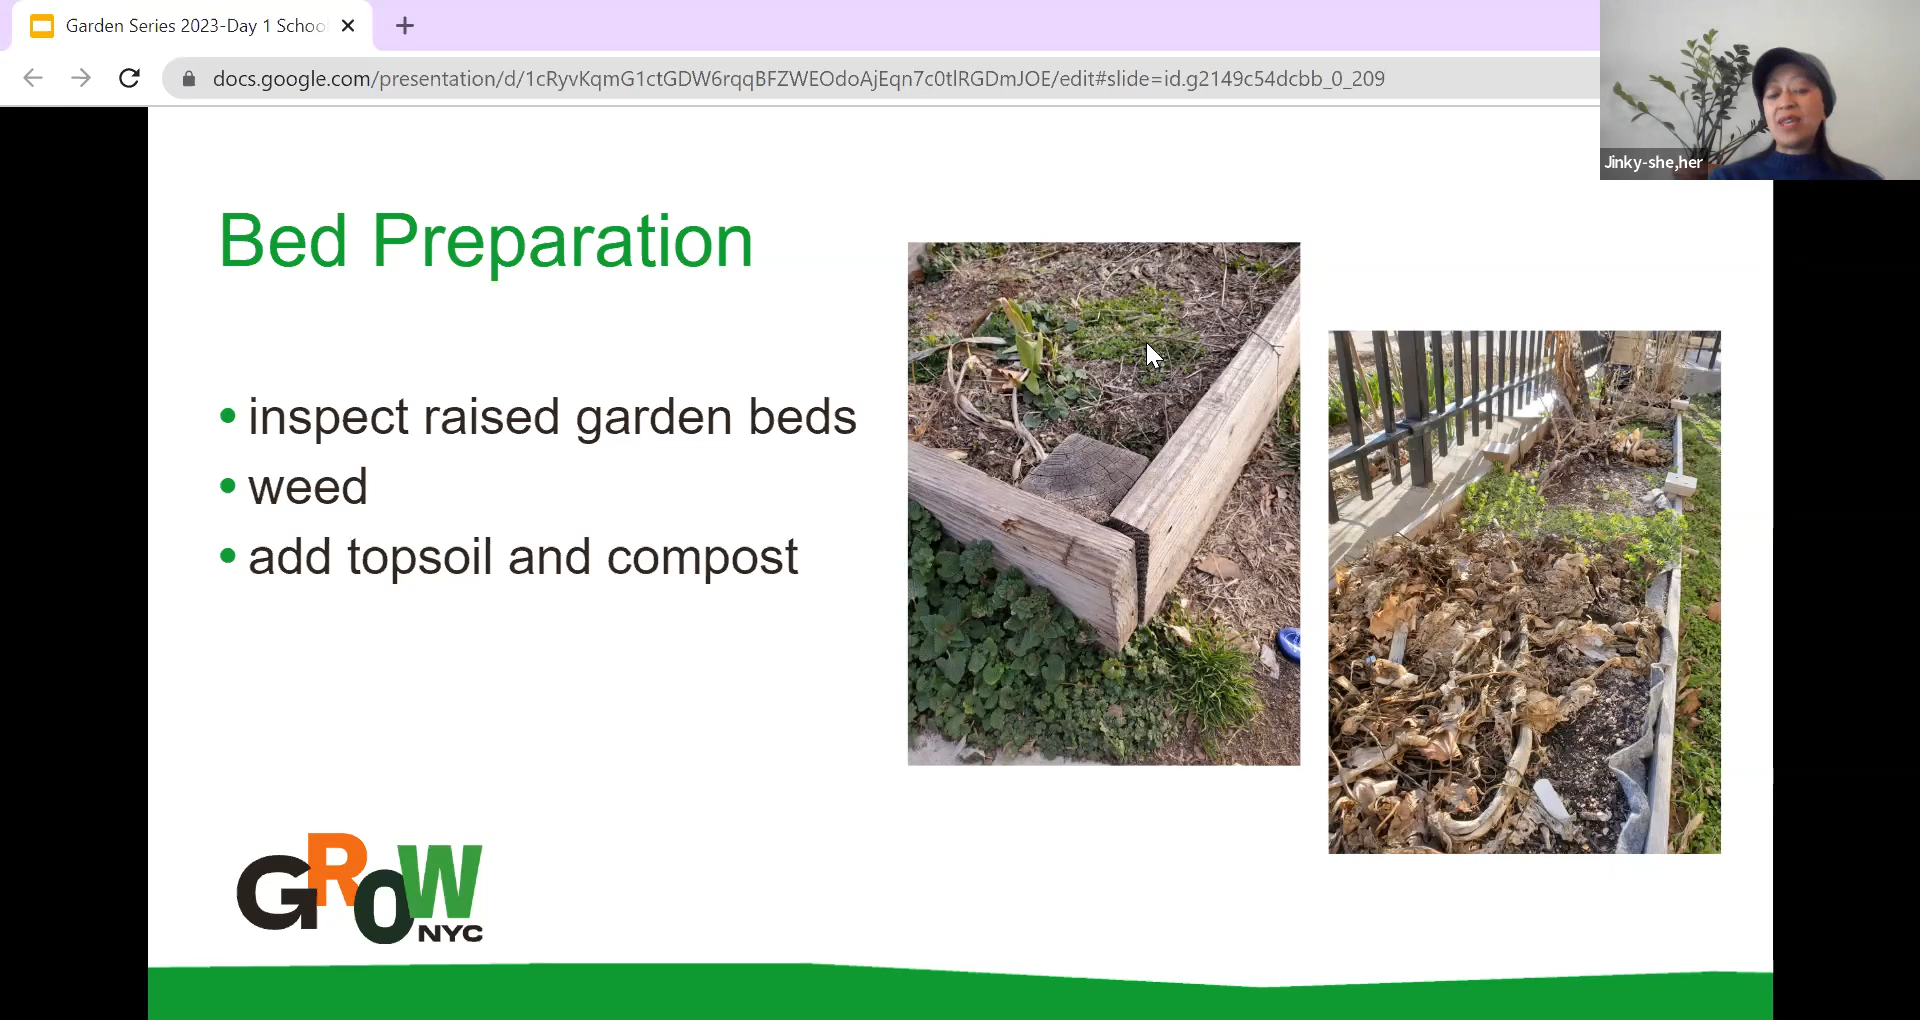 Garden Series 2023-Day 1 Schoo
docs.google.com/presentation/d/1cRyvKqmG1ctGDW6rqqBFZWEOdoAjEqn7c0tlRGDmJOE/edit#slide=id.g2149c54dcbb_0_209
Jinky-she,her
Bed Preparation
• inspect raised garden beds
• weed
• add topsoil and compost
GROW
NYC